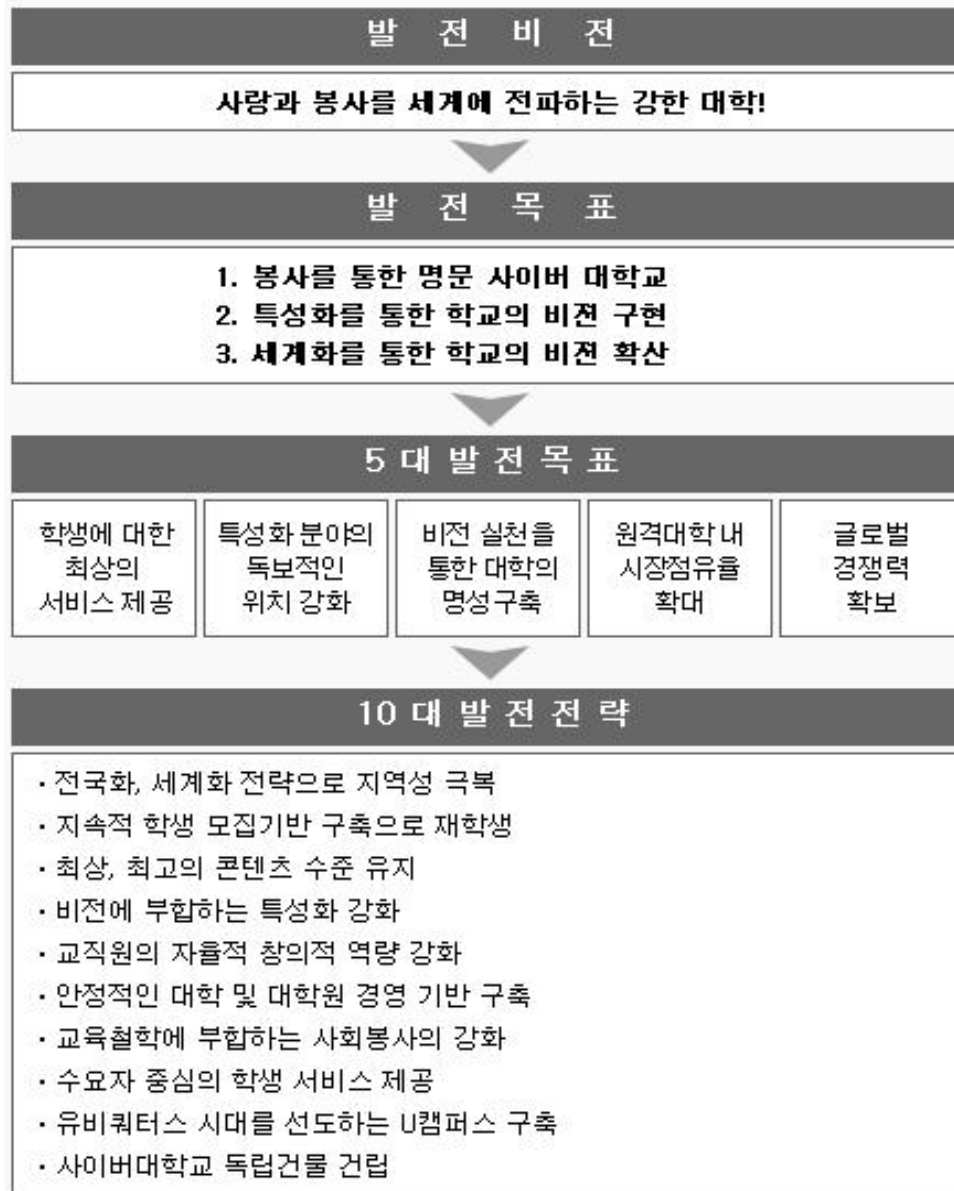 발 전 비 전
사랑과 봉사를 세계에 전파하는 강한 대학!
발 전 목 표
1. 봉사를 통한 명문 사이버 대학교
2. 특성화를 통한 학교의 비젼 구현
3. 세계화를 통한 학교의 비젼 확산
5 대 발 전 목 표
학생에 대한
최상의
서비스 제공
특성화 분야의
독보적인
위치 강화
비전 실천을
통한 대학의
명성 구축
원격대학 내
시장점유율
확대
글로벌
경쟁력
확보
10 대 발 전 전 략
· 전국화, 세계화 전략으로 지역성 극복
· 지속적 학생 모집기반 구축으로 재학생
· 최상, 최고의 콘텐츠 수준 유지
· 비전에 부합하는 특성화 강화
· 교직원의 자율적 창의적 역량 강화
· 안정적인 대학 및 대학원 경영 기반 구축
· 교육철학에 부합하는 사회봉사의 강화
· 수요자 중심의 학생 서비스 제공
· 유비쿼터스 시대를 선도하는 U캠퍼스 구축
· 사이버대학교 독립건물 건립